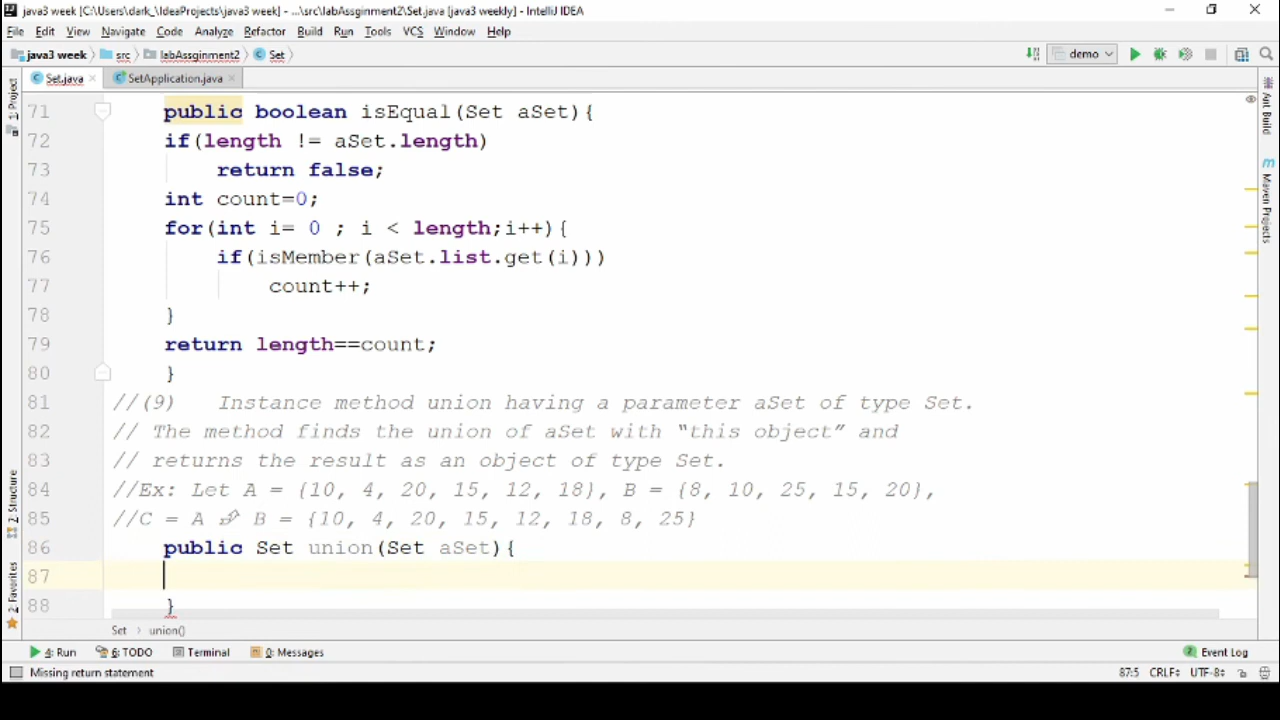 java3 week [C:\Users\dark_\IdeaProjects\java3 week] - ...\src\labAssginment2\Set.java [java3 weekly] - IntelliJ IDEA
File Edit View Navigate Code Analyze Refactor Build Run Tools VCS Window Help
java3 week src labAssginment2 Set demo
Set.java SetApplication.java
1: Project
Ant Build
Maven Projects
71 public boolean isEqual(Set aSet){
72 if(length != aSet.length)
73 return false;
74 int count=0;
75 for(int i= 0 ; i < length;i++){
76 if(isMember(aSet.list.get(i)))
77 count++;
78 }
79 return length==count;
80 }
81 //(9) Instance method union having a parameter aSet of type Set.
82 // The method finds the union of aSet with “this object” and
83 // returns the result as an object of type Set.
84 //Ex: Let A = {10, 4, 20, 15, 12, 18}, B = {8, 10, 25, 15, 20},
85 //C = A B = {10, 4, 20, 15, 12, 18, 8, 25}
86 public Set union(Set aSet){
87
88 }
7: Structure
2: Favorites
Set union()
4: Run 6: TODO Terminal 0: Messages Event Log
Missing return statement 87:5 CRLF UTF-8